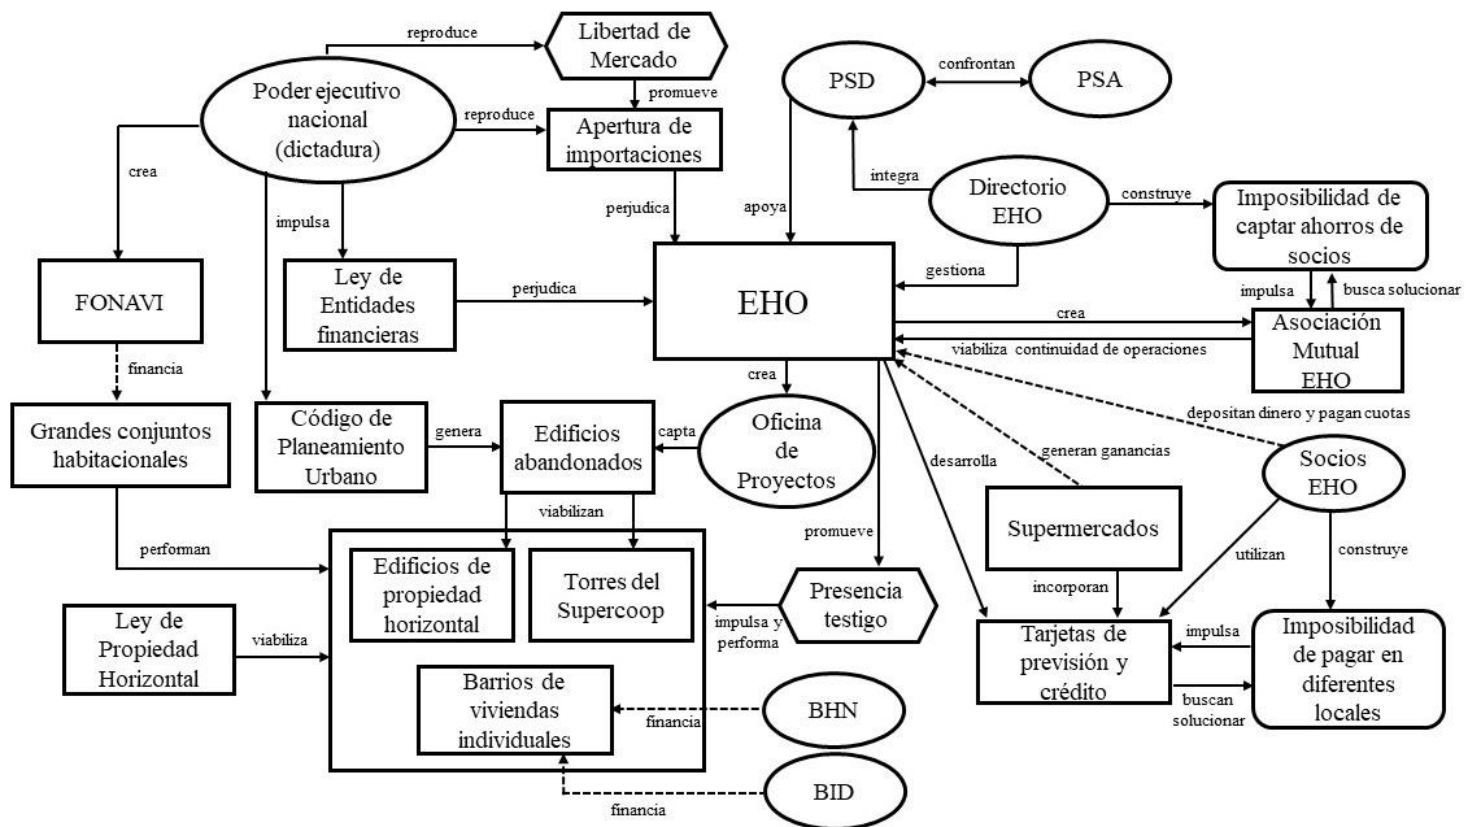 reproduce
Libertad de
Mercado
promueve
Poder ejecutivo
nacional
(dictadura)
reproduce
Apertura de
importaciones
PSD
confrontan
PSA
crea
impulsa
perjudica
apoya
integra
Directorio
EHO
construye
Imposibilidad de
captar ahorros de
socios
gestiona
impulsa
busca solucionar
FONAVI
Ley de
Entidades
financieras
perjudica
EHO
crea
viabiliza continuidad de operaciones
Asociación
Mutual
EHO
financia
crea
depositan dinero y pagan cuotas
Grandes conjuntos
habitacionales
Código de
Planeamiento
Urbano
genera
Edificios
abandonados
capta
Oficina
de
Proyectos
desarrolla
generan ganancias
Socios
EHO
viabilizan
Supermercados
performan
promueve
utilizan
construye
Edificios de
propiedad
horizontal
Torres del
Supercoop
incorporan
Presencia
testigo
impulsa y
performa
Ley de
Propiedad
Horizontal
viabiliza
Tarjetas de
previsión y
crédito
impulsa
buscan
solucionar
Imposibilidad
de pagar en
diferentes
locales
Barrios de
viviendas
individuales
financia
BHN
financia
BID